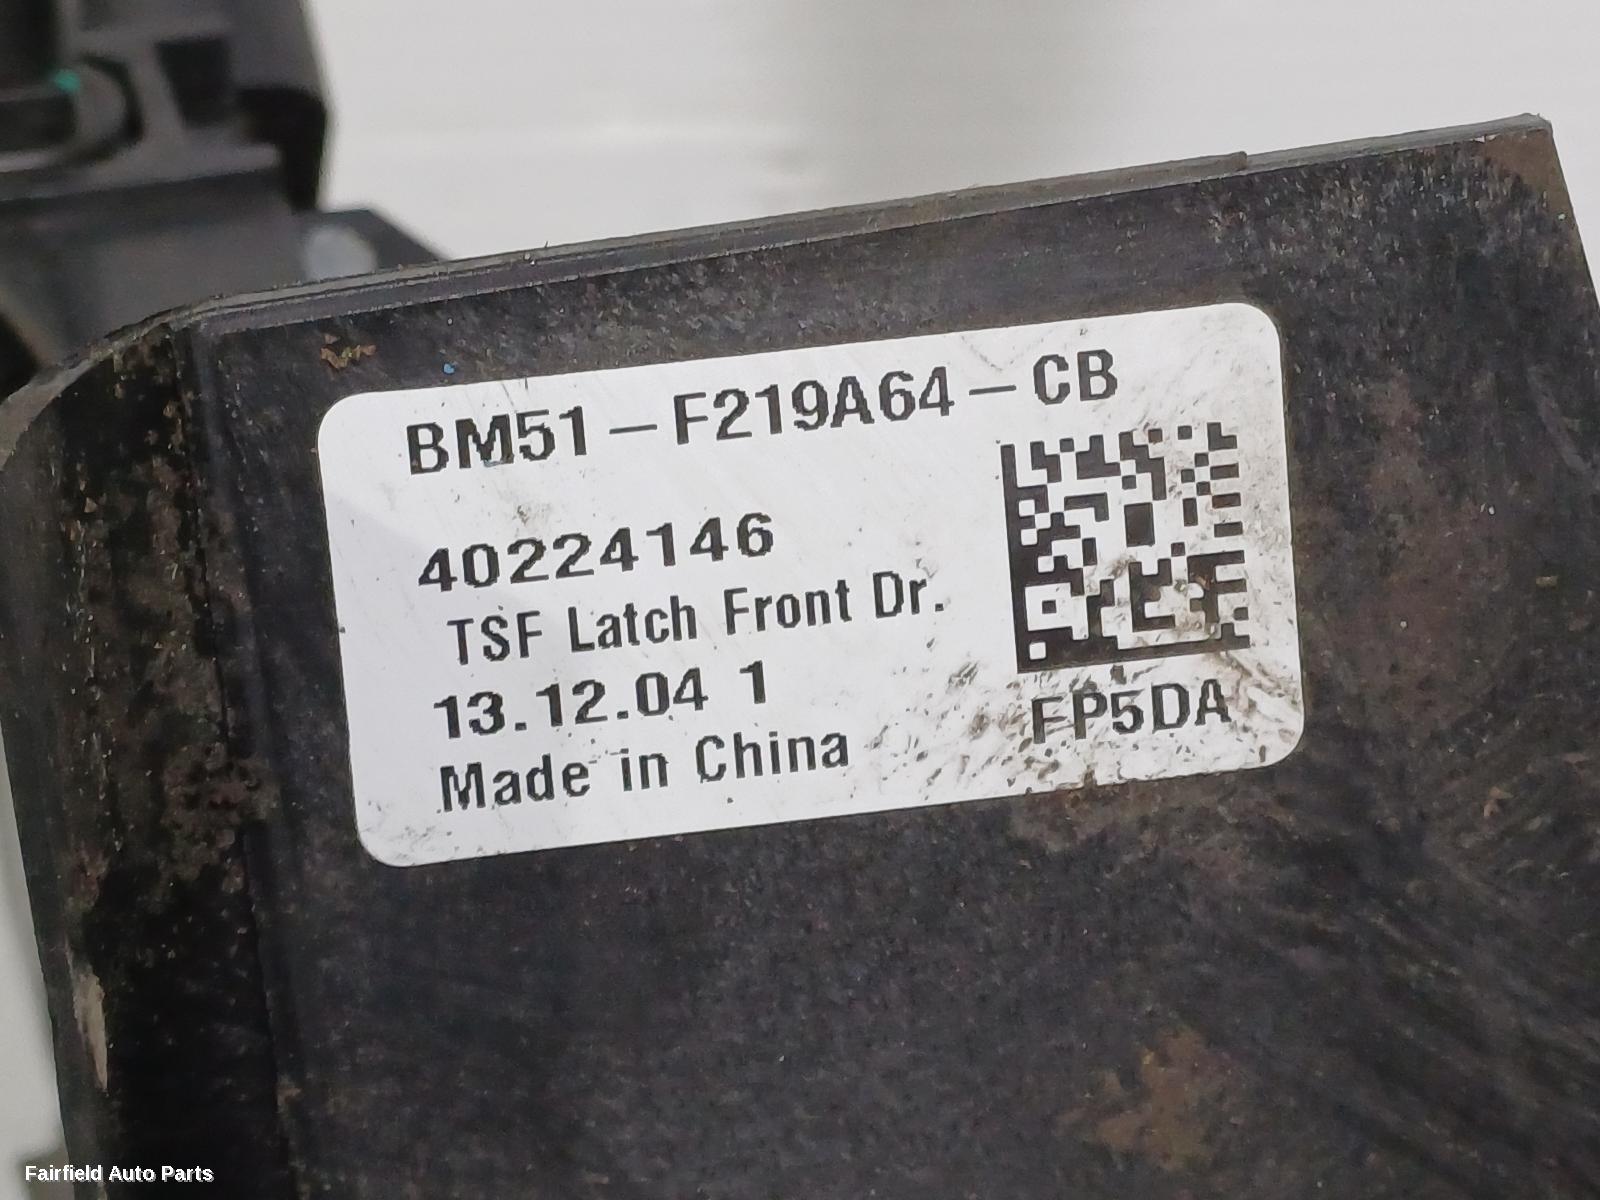 BM51-F219A64-CB
40224146
TSF Latch Front Dr.
13.12.04 1
Made in China
FP5DA
Fairfield Auto Parts